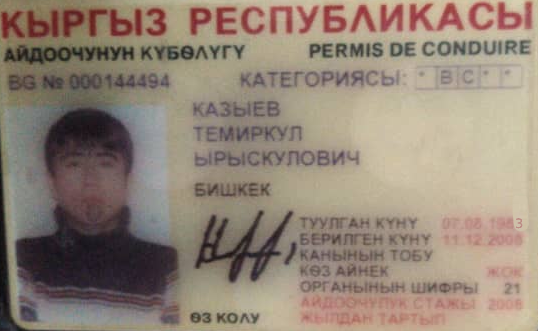 КЫРГЫЗ РЕСПУБЛИКАСЫ
АЙДООЧУНУН КҮБӨЛҮГҮ PERMIS DE CONDUIRE
BG № 000144494 КАТЕГОРИЯСЫ: * B C * *
КАЗЫЕВ
ТЕМИРКУЛ
ЫРЫСКУЛОВИЧ
БИШКЕК
ТУУЛГАН КҮНҮ 07.08.1983
БЕРИЛГЕН КҮНҮ 11.12.2008
КАНЫНЫН ТОБУ
КӨЗ АЙНЕК ЖОК
ОРГАНЫНЫН ШИФРЫ 21
АЙДООЧУЛУК СТАЖЫ 2008
ӨЗ КОЛУ ЖЫЛДАН ТАРТЫП